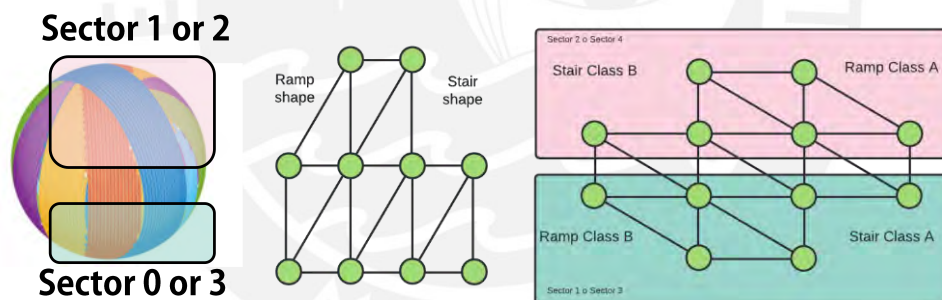 Sector 1 or 2
Sector 0 or 3
Ramp
shape
Stair
shape
Sector 2 o Sector 4
Stair Class B
Ramp Class A
Ramp Class B
Stair Class A
Sector 1 o Sector 3